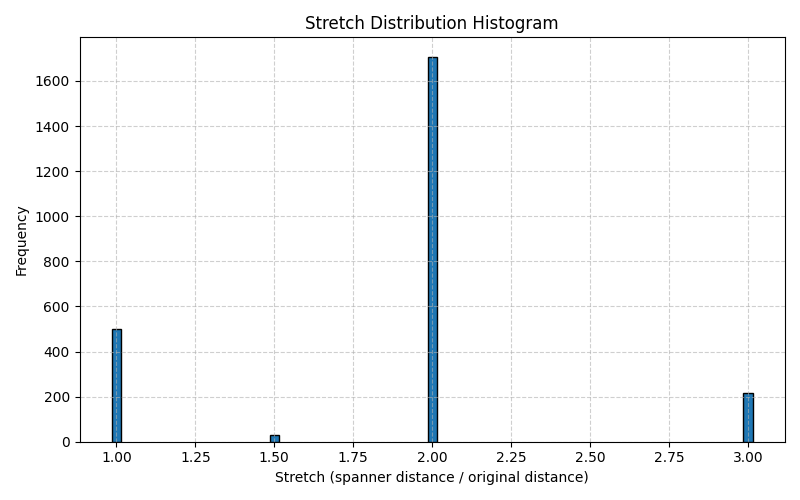 Stretch Distribution Histogram
Frequency
1600
1400
1200
1000
800
600
400
200
0
1.00 1.25 1.50 1.75 2.00 2.25 2.50 2.75 3.00
Stretch (spanner distance / original distance)